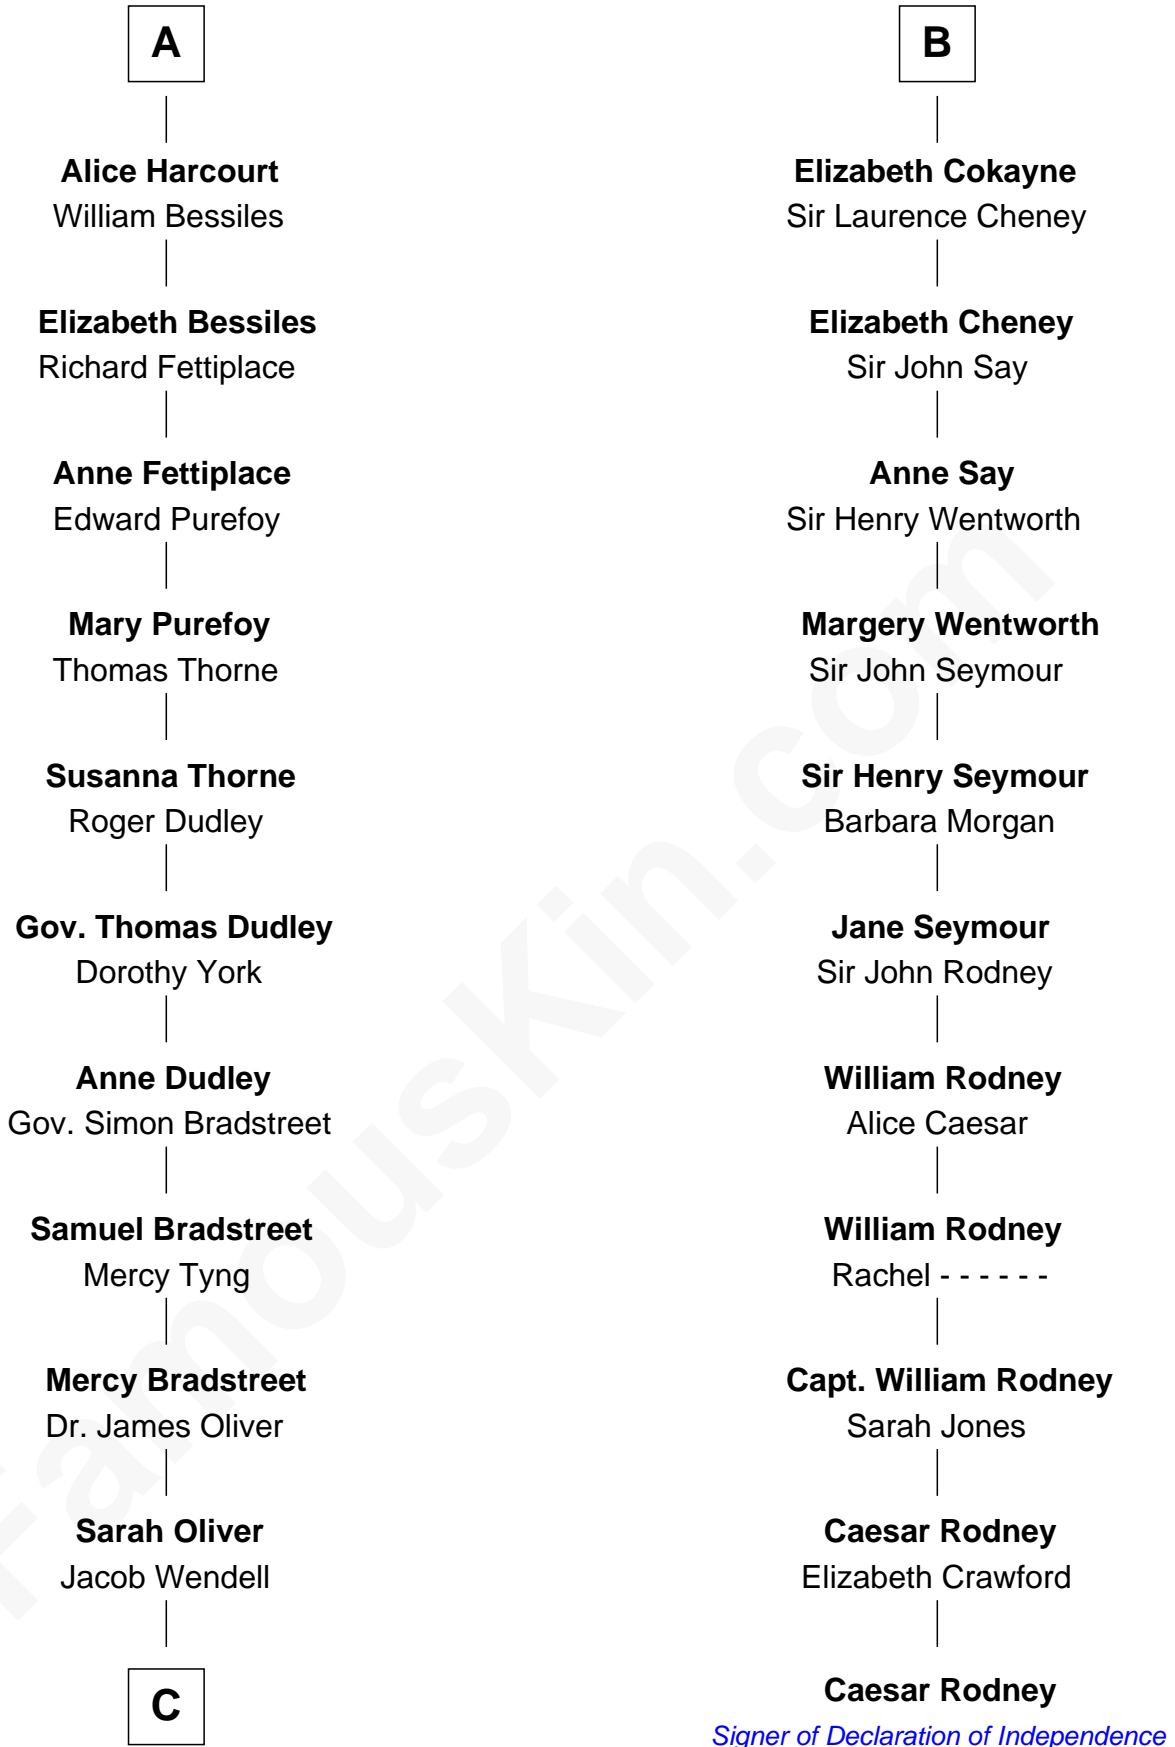 A
Alice Harcourt
William Bessiles
Elizabeth Bessiles
Richard Fettiplace
Anne Fettiplace
Edward Purefoy
Mary Purefoy
Thomas Thorne
Susanna Thorne
Roger Dudley
Gov. Thomas Dudley
Dorothy York
Anne Dudley
Gov. Simon Bradstreet
Samuel Bradstreet
Mercy Tyng
Mercy Bradstreet
Dr. James Oliver
Sarah Oliver
Jacob Wendell
C
B
Elizabeth Cokayne
Sir Laurence Cheney
Elizabeth Cheney
Sir John Say
Anne Say
Sir Henry Wentworth
Margery Wentworth
Sir John Seymour
Sir Henry Seymour
Barbara Morgan
Jane Seymour
Sir John Rodney
William Rodney
Alice Caesar
William Rodney
Rachel - - - - - -
Capt. William Rodney
Sarah Jones
Caesar Rodney
Elizabeth Crawford
Caesar Rodney
Signer of Declaration of Independence
FamousKin.com